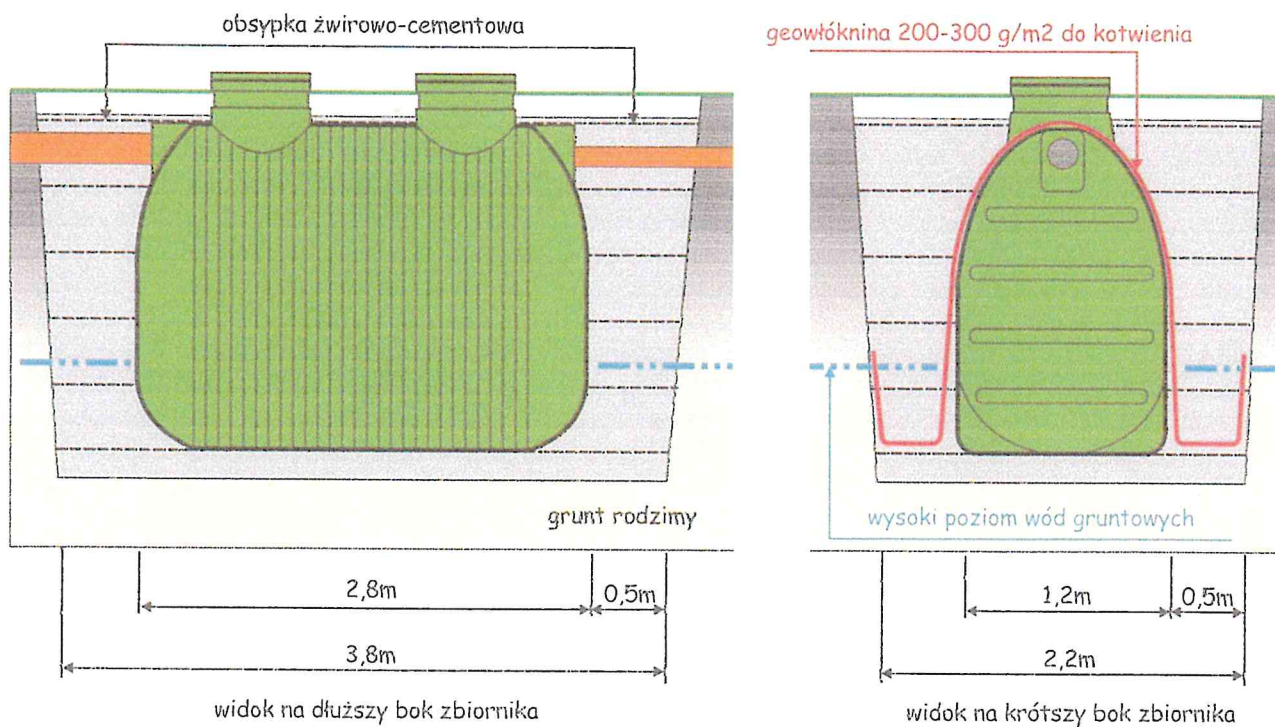 obsypka żwirowo-cementowa
geowłóknina 200-300 g/m2 do kotwienia
grunt rodzimy
wysoki poziom wód gruntowych
2,8m
0,5m
1,2m
0,5m
3,8m
2,2m
widok na dłuższy bok zbiornika
widok na krótszy bok zbiornika